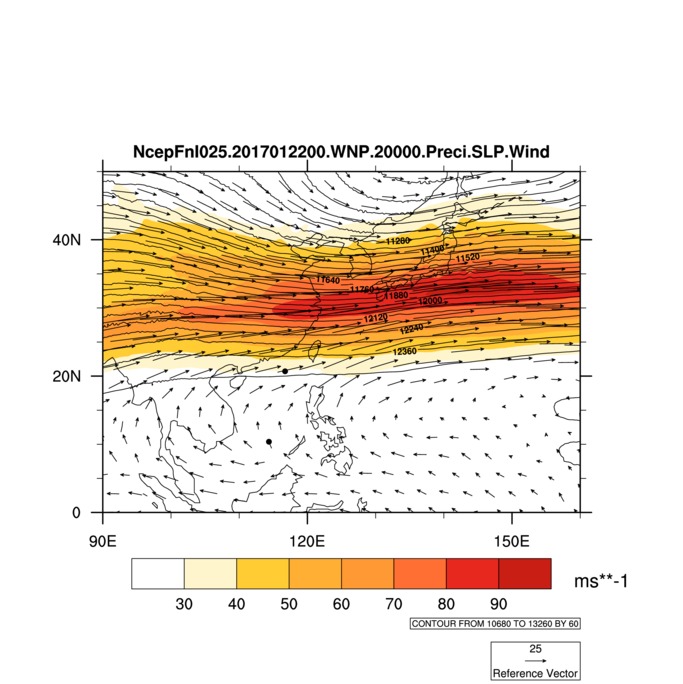 NcepFnl025.2017012200.WNP.20000.Preci.SLP.Wind
40N
20N
0
90E 120E 150E
11280
11400
11520
11640
11760
11880
12000
12120
12240
12360
30 40 50 60 70 80 90
ms**-1
CONTOUR FROM 10680 TO 13260 BY 60
25
Reference Vector